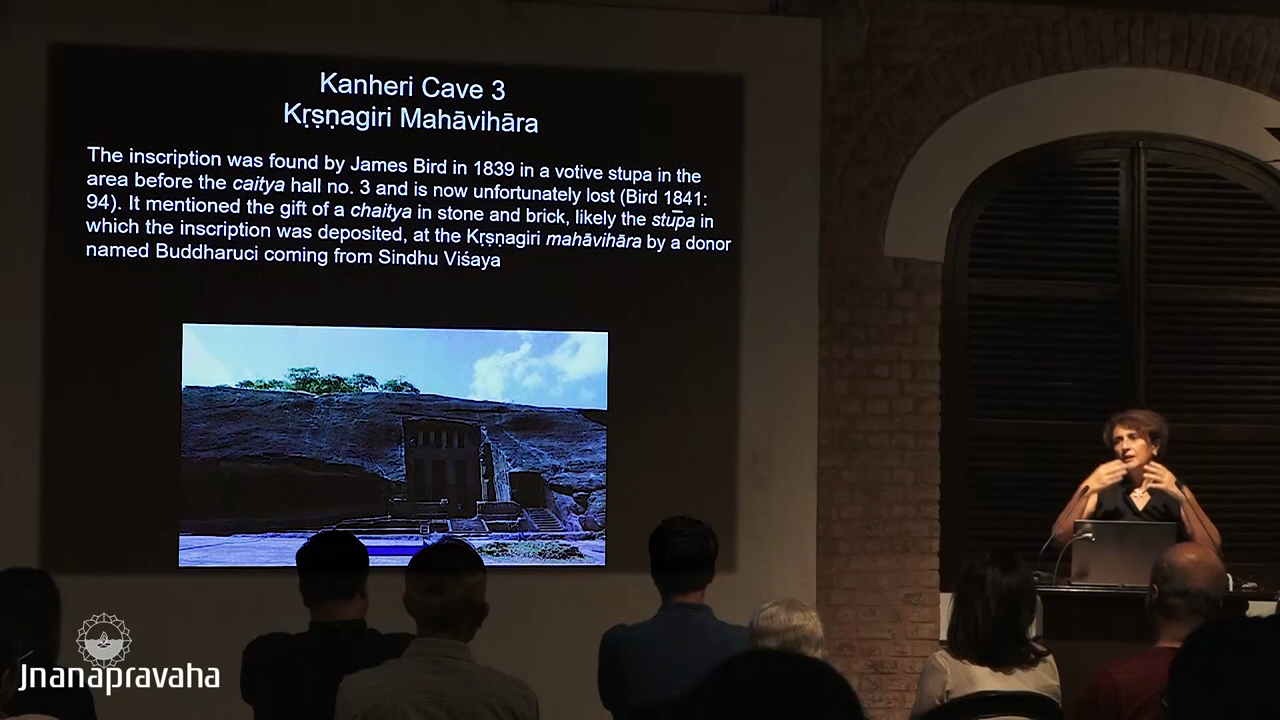 Kanheri Cave 3
Kṛṣṇagiri Mahāvihāra
The inscription was found by James Bird in 1839 in a votive stupa in the
area before the caitya hall no. 3 and is now unfortunately lost (Bird 1841:
94). It mentioned the gift of a chaitya in stone and brick, likely the stūpa in
which the inscription was deposited, at the Kṛṣṇagiri mahāvihāra by a donor
named Buddharuci coming from Sindhu Viśaya
Jnanapravaha